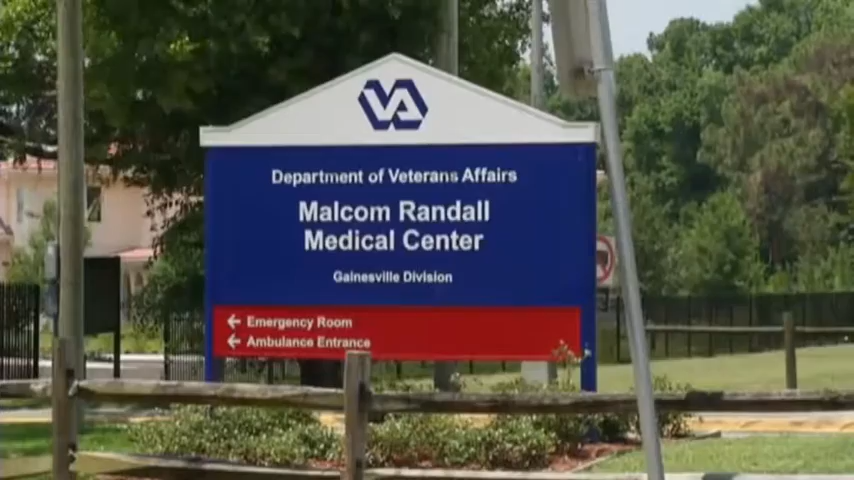 VA
Department of Veterans Affairs
Malcom Randall
Medical Center
Gainesville Division
← Emergency Room
← Ambulance Entrance